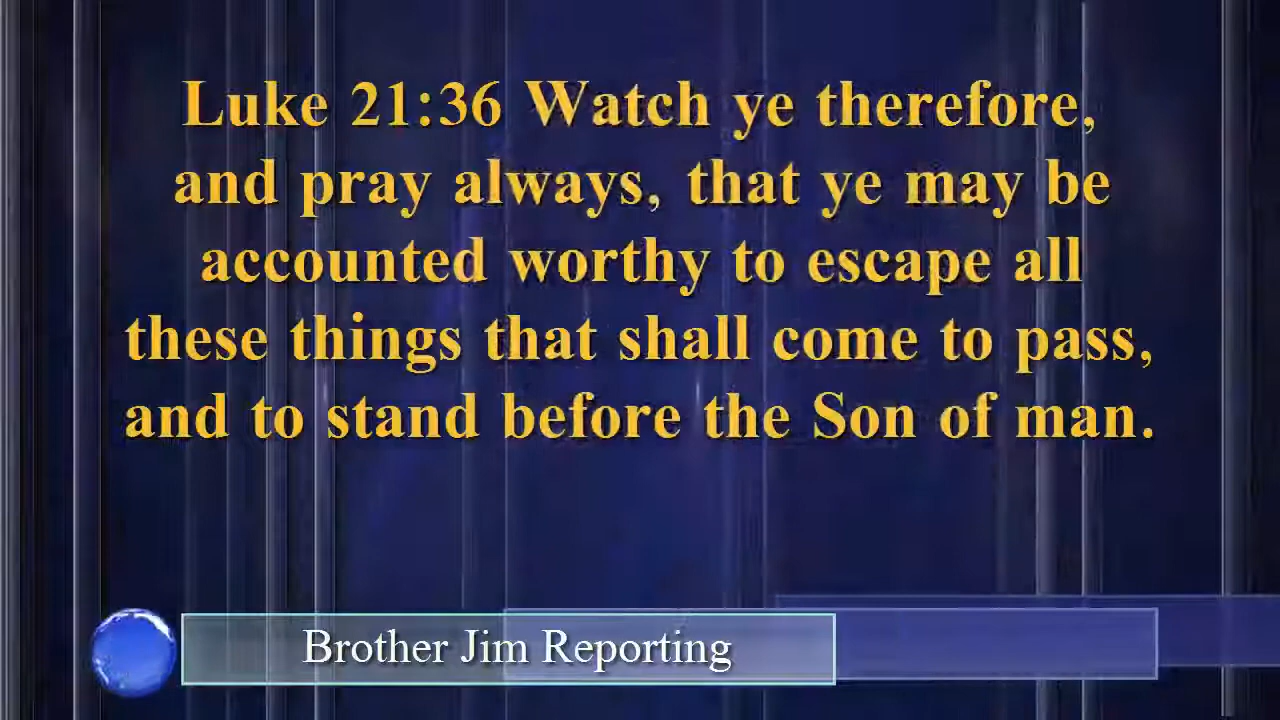 Luke 21:36 Watch ye therefore,
and pray always, that ye may be
accounted worthy to escape all
these things that shall come to pass,
and to stand before the Son of man.
Brother Jim Reporting